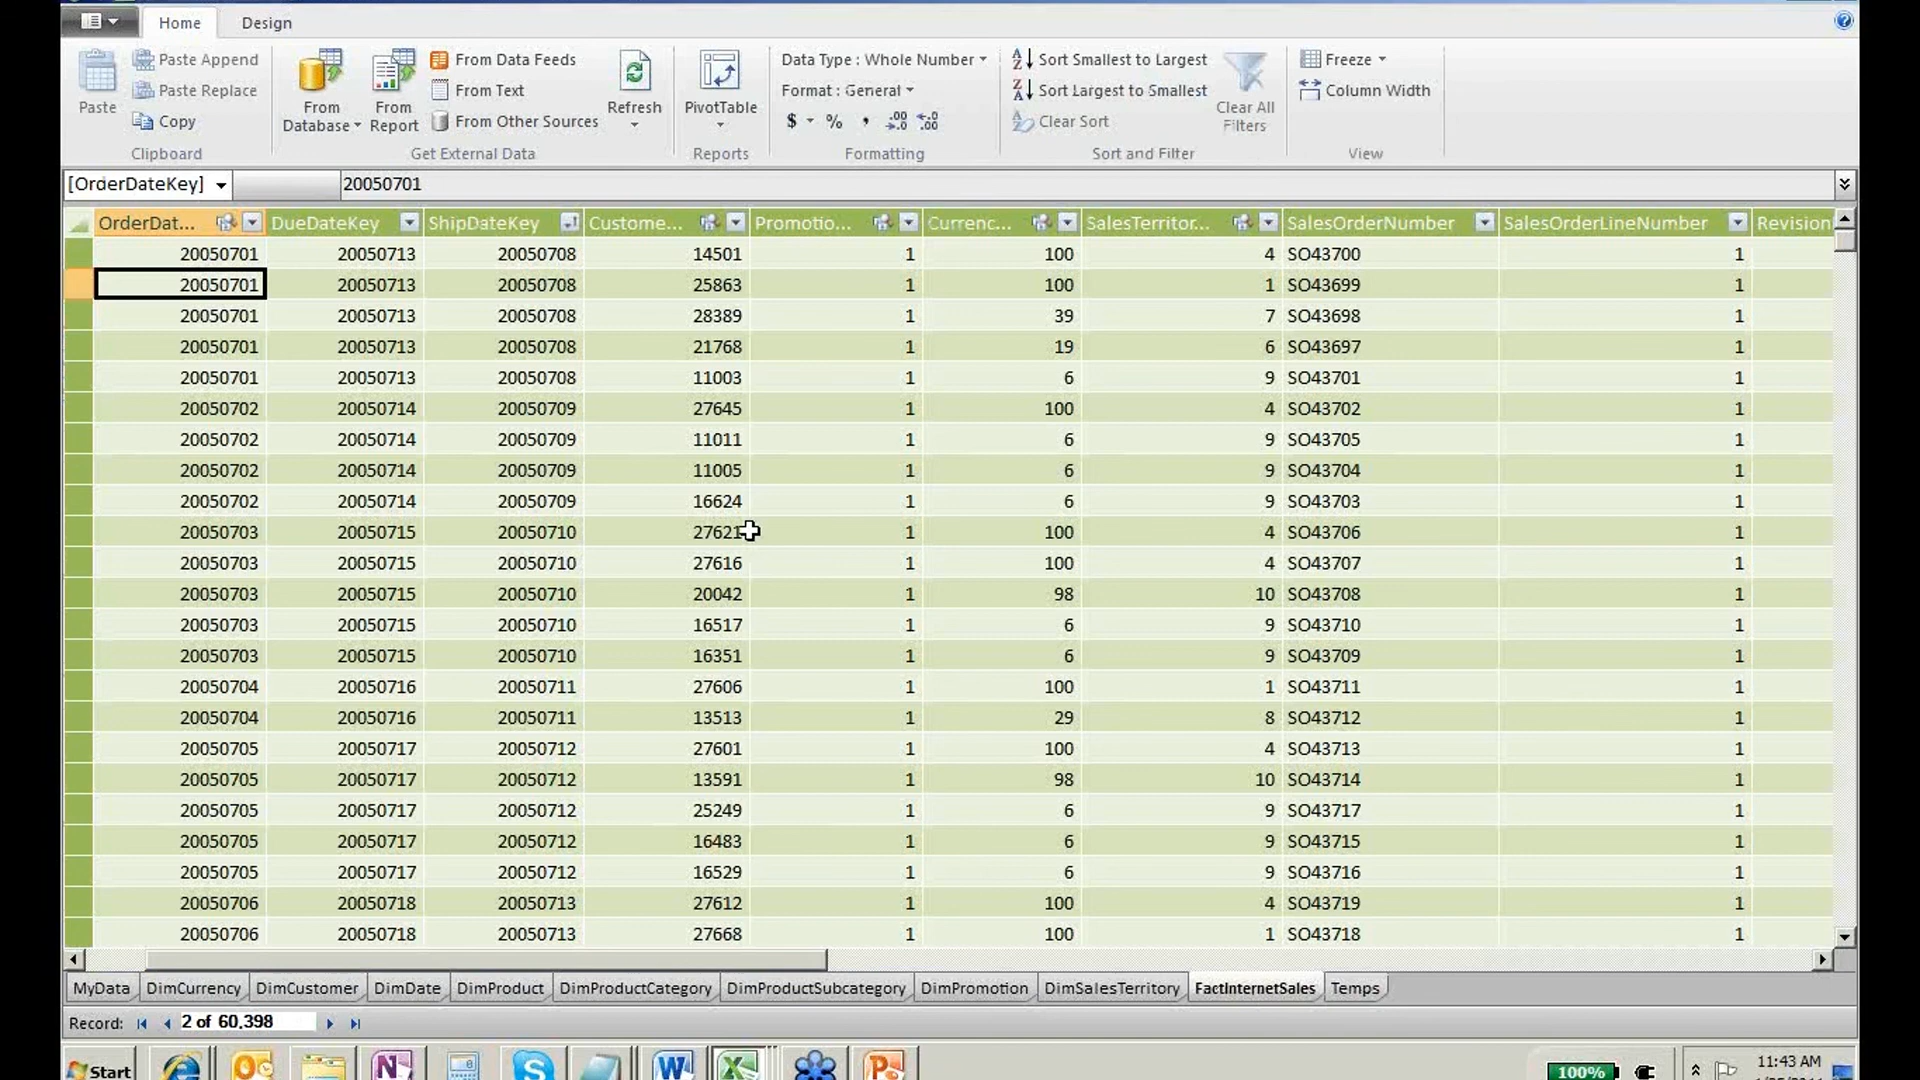 Home Design
Paste
Paste Append
Paste Replace
Copy
Clipboard
From Database
From Report
From Data Feeds
From Text
From Other Sources
Get External Data
Refresh
PivotTable
Reports
Data Type : Whole Number
Format : General
$ % , .00 →.0 ←.0 .00
Formatting
Sort Smallest to Largest
Sort Largest to Smallest
Clear Sort
Clear All Filters
Sort and Filter
Freeze
Column Width
View
[OrderDateKey] 20050701
OrderDat... DueDateKey ShipDateKey Custome... Promotio... Currenc... SalesTerritor... SalesOrderNumber SalesOrderLineNumber Revision
20050701 20050713 20050708 14501 1 100 4 SO43700 1
20050701 20050713 20050708 25863 1 100 1 SO43699 1
20050701 20050713 20050708 28389 1 39 7 SO43698 1
20050701 20050713 20050708 21768 1 19 6 SO43697 1
20050701 20050713 20050708 11003 1 6 9 SO43701 1
20050702 20050714 20050709 27645 1 100 4 SO43702 1
20050702 20050714 20050709 11011 1 6 9 SO43705 1
20050702 20050714 20050709 11005 1 6 9 SO43704 1
20050702 20050714 20050709 16624 1 6 9 SO43703 1
20050703 20050715 20050710 27621 1 100 4 SO43706 1
20050703 20050715 20050710 27616 1 100 4 SO43707 1
20050703 20050715 20050710 20042 1 98 10 SO43708 1
20050703 20050715 20050710 16517 1 6 9 SO43710 1
20050703 20050715 20050710 16351 1 6 9 SO43709 1
20050704 20050716 20050711 27606 1 100 1 SO43711 1
20050704 20050716 20050711 13513 1 29 8 SO43712 1
20050705 20050717 20050712 27601 1 100 4 SO43713 1
20050705 20050717 20050712 13591 1 98 10 SO43714 1
20050705 20050717 20050712 25249 1 6 9 SO43717 1
20050705 20050717 20050712 16483 1 6 9 SO43715 1
20050705 20050717 20050712 16529 1 6 9 SO43716 1
20050706 20050718 20050713 27612 1 100 4 SO43719 1
20050706 20050718 20050713 27668 1 100 1 SO43718 1
MyData DimCurrency DimCustomer DimDate DimProduct DimProductCategory DimProductSubcategory DimPromotion DimSalesTerritory FactInternetSales Temps
Record: 2 of 60,398
Start 100% 11:43 AM